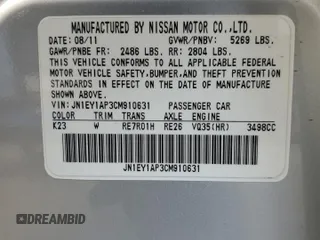 MANUFACTURED BY NISSAN MOTOR CO.,LTD.
DATE: 08/11 GVWR/PNBV: 5269 LBS.
GAWR/PNBE FR: 2486 LBS. RR: 2804 LBS.
THIS VEHICLE CONFORMS TO ALL APPLICABLE FEDERAL
MOTOR VEHICLE SAFETY,BUMPER,AND THEFT PREVENTION
STANDARDS IN EFFECT ON THE DATE OF MANUFACTURE
SHOWN ABOVE.
VIN: JN1EY1AP3CM910631 PASSENGER CAR
COLOR TRIM TRANS AXLE ENGINE
K23 W RE7R01H RE26 VQ35(HR) 3498CC
JN1EY1AP3CM910631
DREAMBID